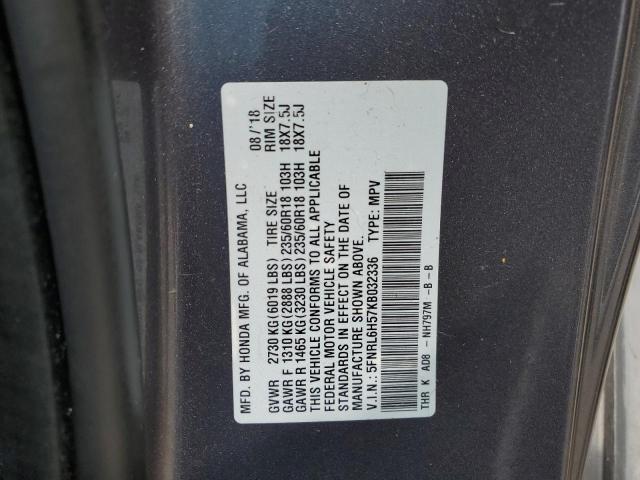 MFD. BY HONDA MFG. OF ALABAMA, LLC 08/'18
GVWR 2730 KG(6019 LBS) TIRE SIZE RIM SIZE
GAWR F 1310 KG(2888 LBS) 235/60R18 103H 18X7.5J
GAWR R 1465 KG(3230 LBS) 235/60R18 103H 18X7.5J
THIS VEHICLE CONFORMS TO ALL APPLICABLE
FEDERAL MOTOR VEHICLE SAFETY
STANDARDS IN EFFECT ON THE DATE OF
MANUFACTURE SHOWN ABOVE.
V.I.N.: 5FNRL6H57KB032336 TYPE: MPV
THR K AD8 - NH797M -B -B